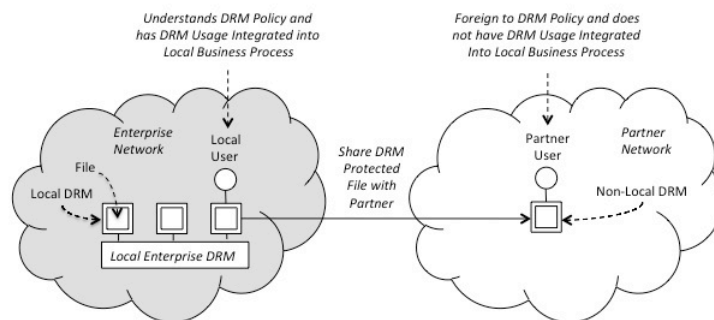 Understands DRM Policy and
has DRM Usage Integrated into
Local Business Process
Foreign to DRM Policy and does
not have DRM Usage Integrated
Into Local Business Process
Enterprise
Network
Local
User
File
Local DRM
Local Enterprise DRM
Share DRM
Protected
File with
Partner
Partner
User
Partner
Network
Non-Local DRM